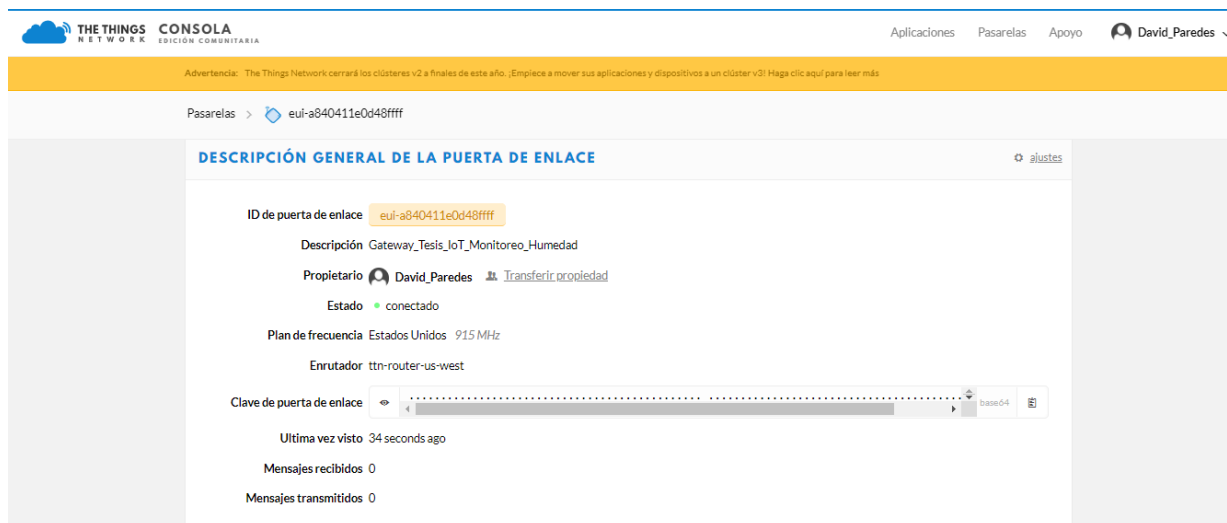 THE THINGS NETWORK CONSOLA EDICIÓN COMUNITARIA
Aplicaciones Pasarelas Apoyo David_Paredes
Advertencia: The Things Network cerrará los clústeres v2 a finales de este año. ¡Empiece a mover sus aplicaciones y dispositivos a un clúster v3! Haga clic aquí para leer más
Pasarelas > eui-a840411e0d48ffff
DESCRIPCIÓN GENERAL DE LA PUERTA DE ENLACE ajustes
ID de puerta de enlace eui-a840411e0d48ffff
Descripción Gateway_Tesis_IoT_Monitoreo_Humedad
Propietario David_Paredes Transferir propiedad
Estado conectado
Plan de frecuencia Estados Unidos 915 MHz
Enrutador ttn-router-us-west
Clave de puerta de enlace base64
Ultima vez visto 34 seconds ago
Mensajes recibidos 0
Mensajes transmitidos 0